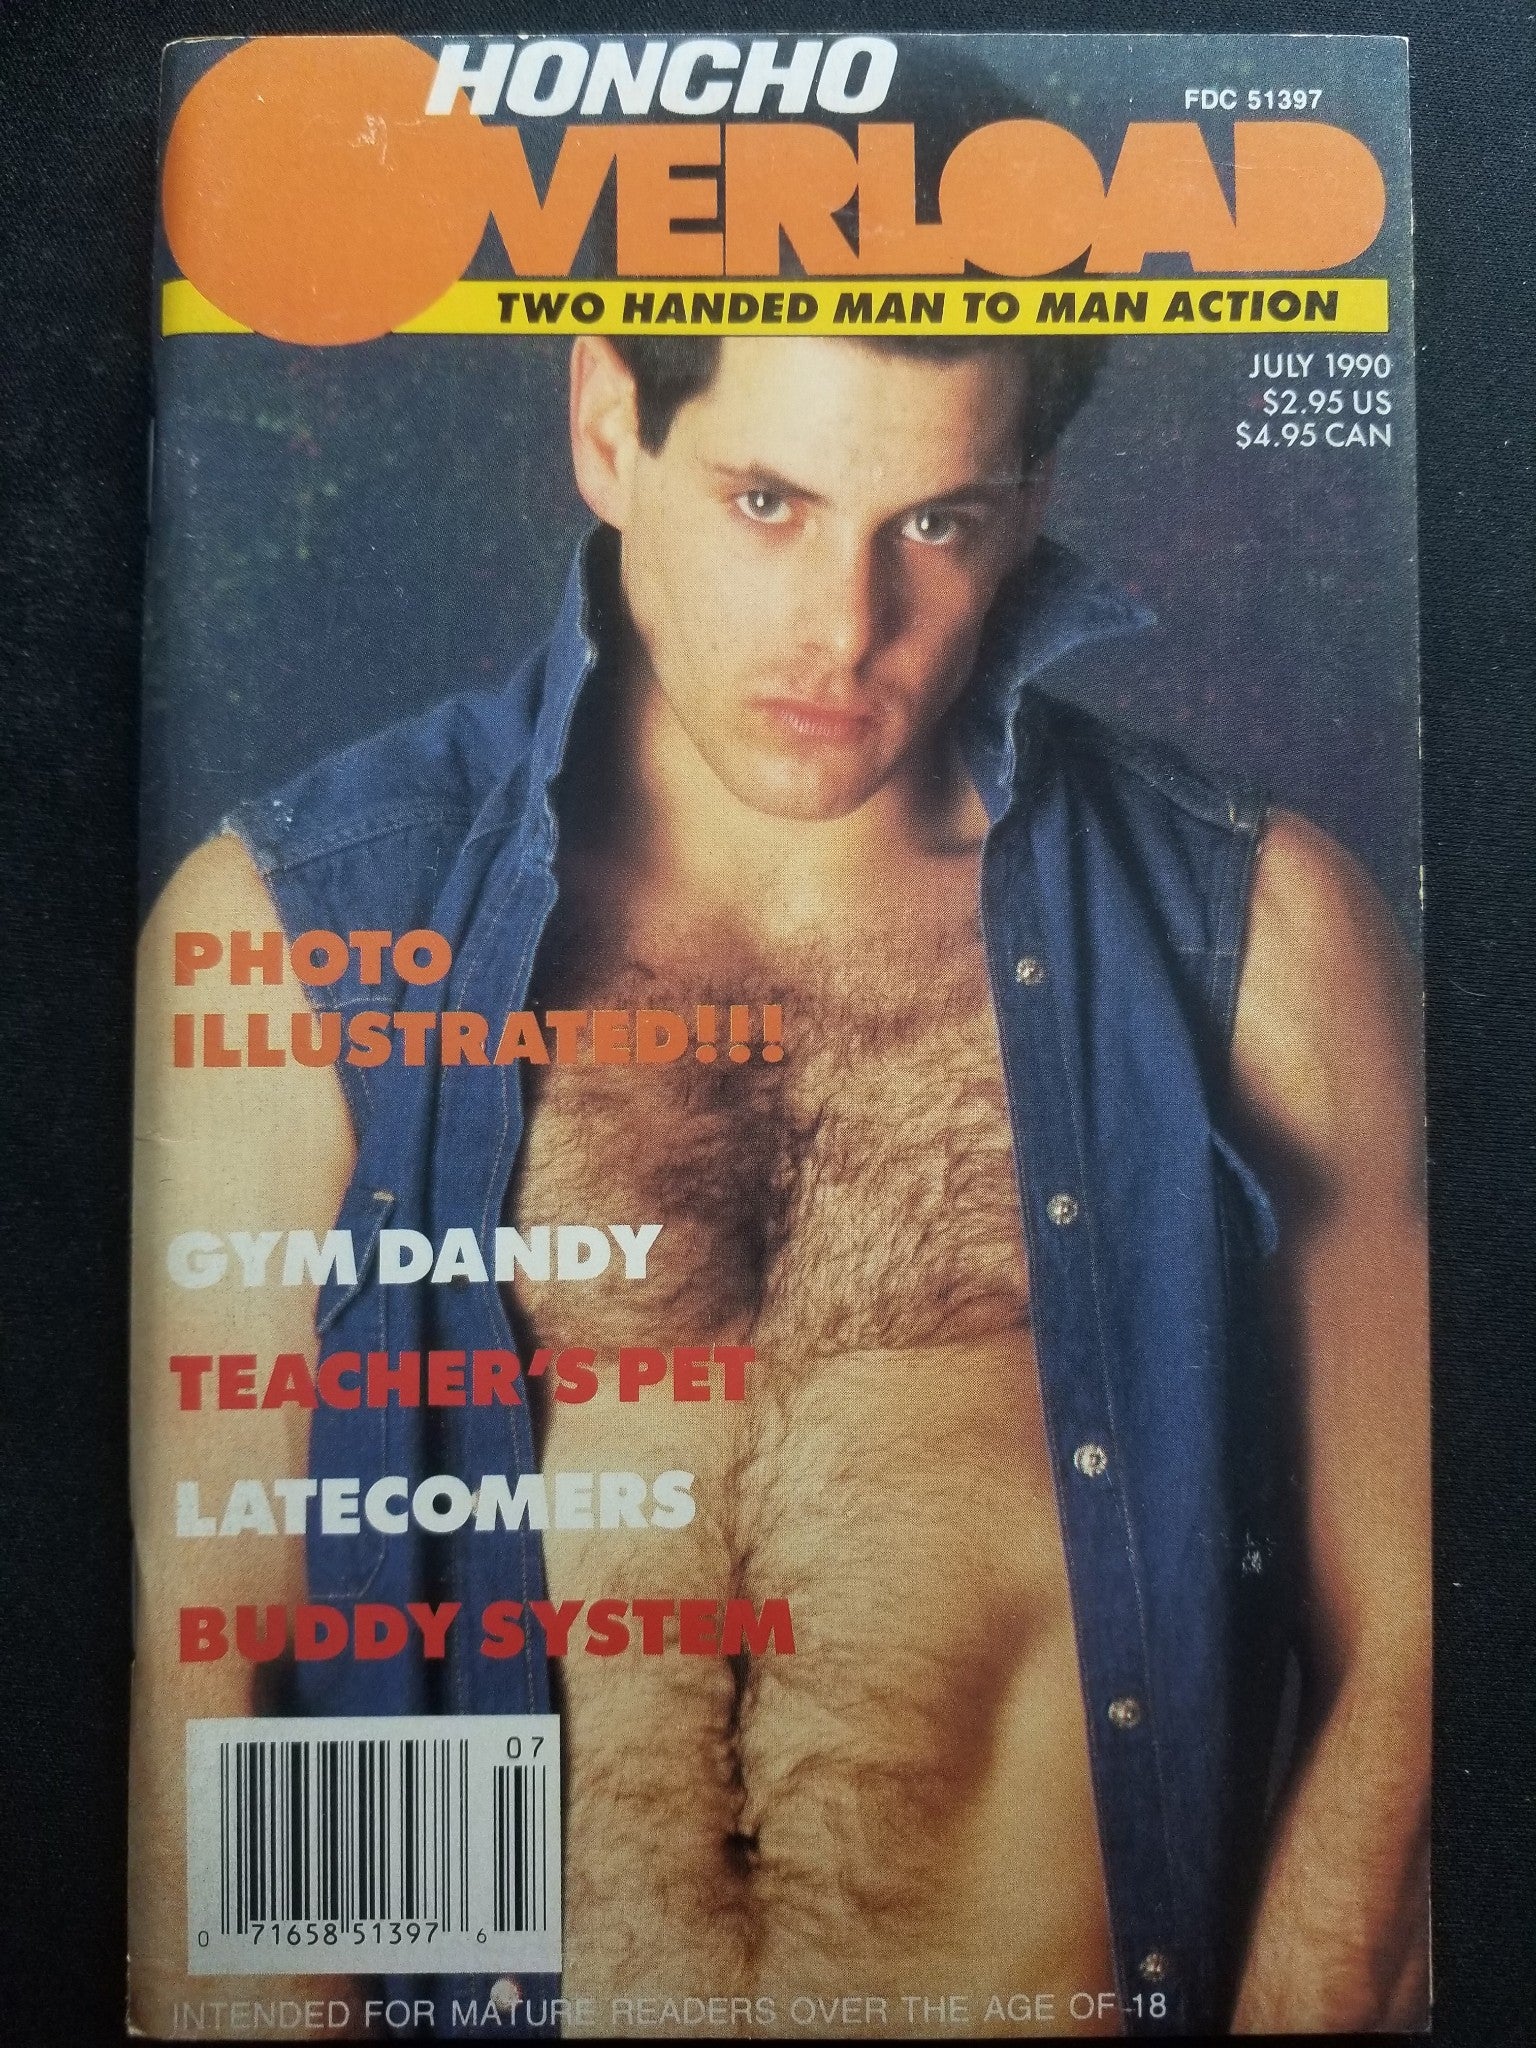 HONCHO
FDC 51397
OVERLOAD
TWO HANDED MAN TO MAN ACTION
JULY 1990
$2.95 US
$4.95 CAN
PHOTO
ILLUSTRATED!!!
GYM DANDY
TEACHER'S PET
LATECOMERS
BUDDY SYSTEM
07
0 71658 51397 6
INTENDED FOR MATURE READERS OVER THE AGE OF 18